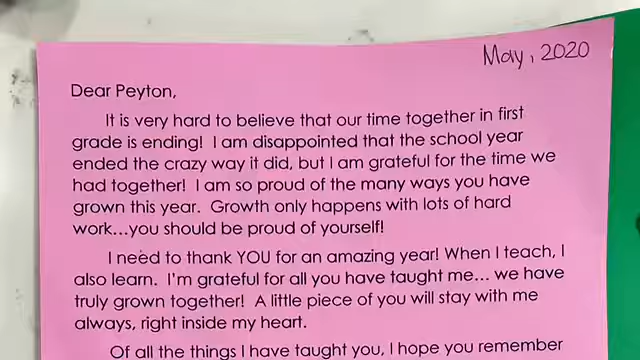 May, 2020
Dear Peyton,
It is very hard to believe that our time together in first
grade is ending! I am disappointed that the school year
ended the crazy way it did, but I am grateful for the time we
had together! I am so proud of the many ways you have
grown this year. Growth only happens with lots of hard
work...you should be proud of yourself!
I need to thank YOU for an amazing year! When I teach, I
also learn. I'm grateful for all you have taught me... we have
truly grown together! A little piece of you will stay with me
always, right inside my heart.
Of all the things I have taught you, I hope you remember